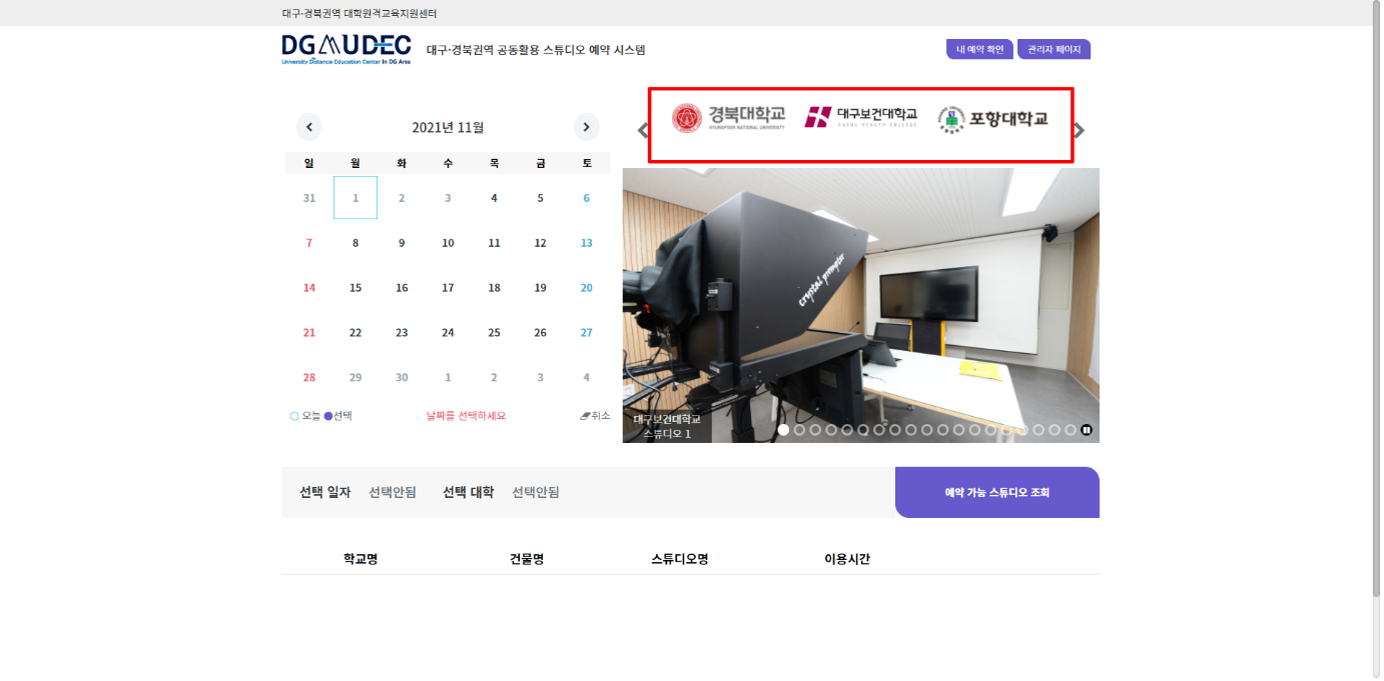 대구·경북권역 대학원격교육지원센터
DGMUDEC
University Distance Education Center In DG Area
대구·경북권역 공동활용 스튜디오 예약 시스템
내 예약 확인
관리자 페이지
2021년 11월
일 월 화 수 목 금 토
31 1 2 3 4 5 6
7 8 9 10 11 12 13
14 15 16 17 18 19 20
21 22 23 24 25 26 27
28 29 30 1 2 3 4
오늘 선택 날짜를 선택하세요 취소
경북대학교
KYUNGPOOK NATIONAL UNIVERSITY
대구보건대학교
DAEGU HEALTH COLLEGE
포항대학교
crystal prompter
대구보건대학교
스튜디오 1
선택 일자 선택안됨 선택 대학 선택안됨
예약 가능 스튜디오 조회
학교명 건물명 스튜디오명 이용시간